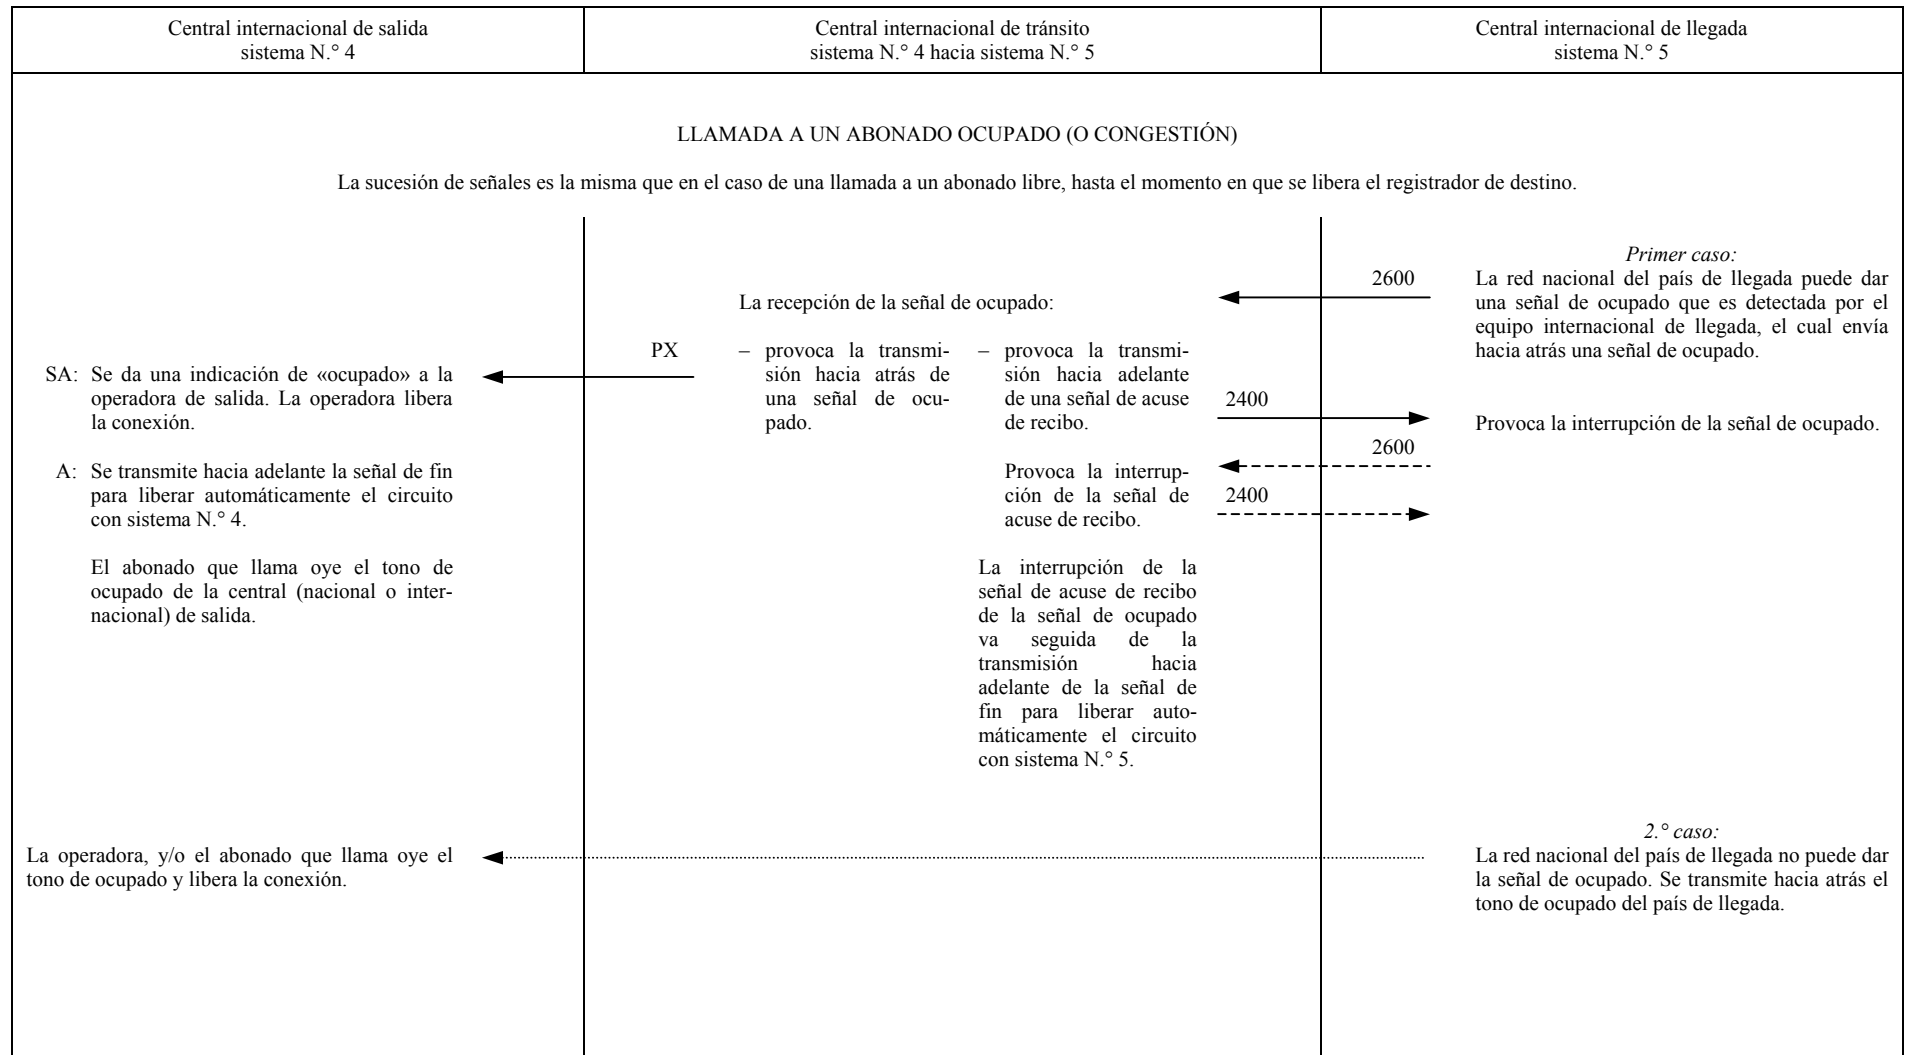 Central internacional de salida
sistema N.° 4
Central internacional de tránsito
sistema N.° 4 hacia sistema N.° 5
Central internacional de llegada
sistema N.° 5
LLAMADA A UN ABONADO OCUPADO (O CONGESTIÓN)
La sucesión de señales es la misma que en el caso de una llamada a un abonado libre, hasta el momento en que se libera el registrador de destino.
SA: Se da una indicación de «ocupado» a la
operadora de salida. La operadora libera
la conexión.
A: Se transmite hacia adelante la señal de fin
para liberar automáticamente el circuito
con sistema N.° 4.
El abonado que llama oye el tono de
ocupado de la central (nacional o inter-
nacional) de salida.
PX
La recepción de la señal de ocupado:
– provoca la transmi-
sión hacia atrás de
una señal de ocu-
pado.
– provoca la transmi-
sión hacia adelante
de una señal de acuse
de recibo.
Provoca la interrup-
ción de la señal de
acuse de recibo.
La interrupción de la
señal de acuse de recibo
de la señal de ocupado
va seguida de la
transmisión hacia
adelante de la señal de
fin para liberar auto-
máticamente el circuito
con sistema N.° 5.
2600
2400
2600
2400
Primer caso:
La red nacional del país de llegada puede dar
una señal de ocupado que es detectada por el
equipo internacional de llegada, el cual envía
hacia atrás una señal de ocupado.
Provoca la interrupción de la señal de ocupado.
La operadora, y/o el abonado que llama oye el
tono de ocupado y libera la conexión.
2.° caso:
La red nacional del país de llegada no puede dar
la señal de ocupado. Se transmite hacia atrás el
tono de ocupado del país de llegada.